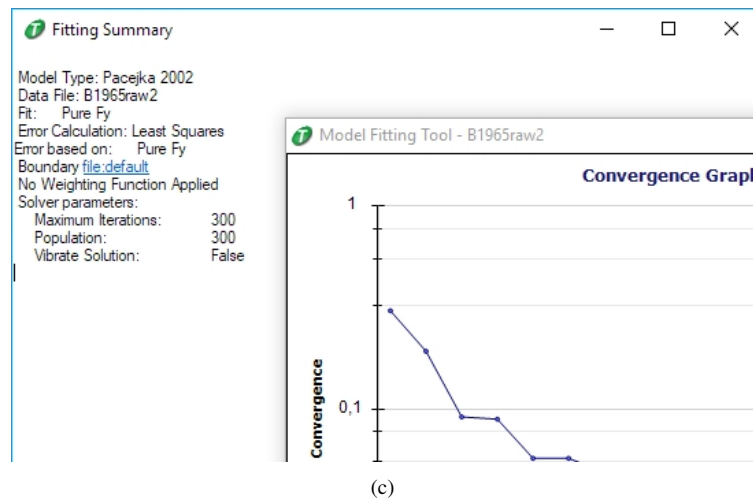 Fitting Summary
Model Type: Pacejka 2002
Data File: B1965raw2
Fit: Pure Fy
Error Calculation: Least Squares
Error based on: Pure Fy
Boundary file:default
No Weighting Function Applied
Solver parameters:
Maximum Iterations: 300
Population: 300
Vibrate Solution: False
Model Fitting Tool - B1965raw2
Convergence Grap
1
Convergence
0,1
(c)